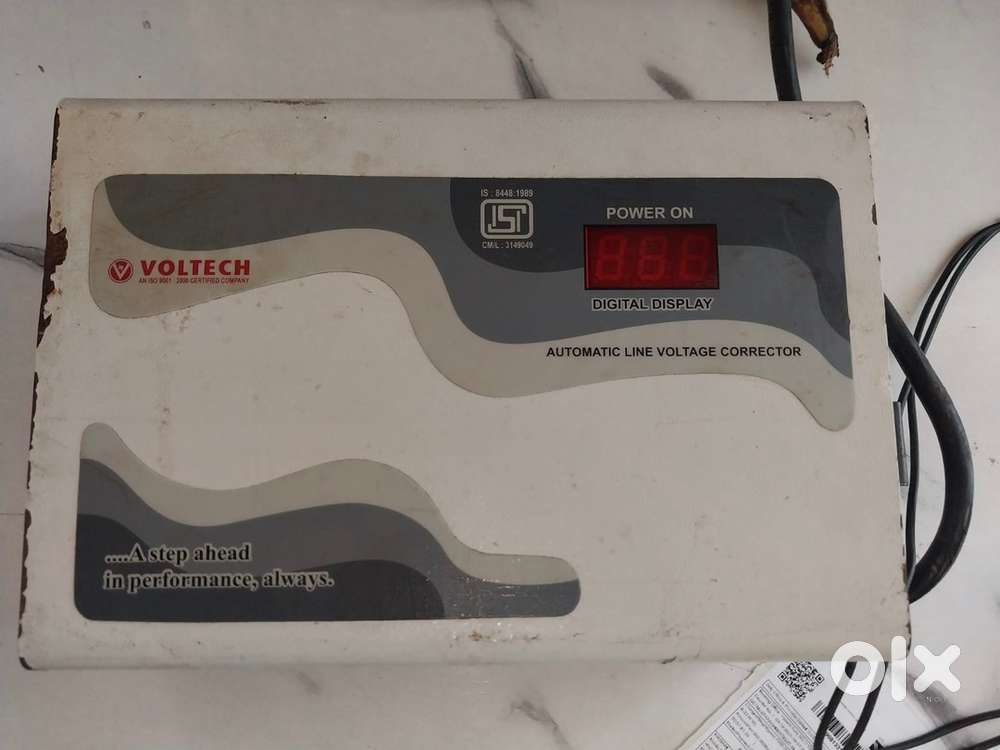 IS : 8448:1989
ISI
CM/L : 3149049
POWER ON
DIGITAL DISPLAY
VOLTECH
AN ISO 9001 : 2008 CERTIFIED COMPANY
AUTOMATIC LINE VOLTAGE CORRECTOR
....A step ahead
in performance, always.
olx